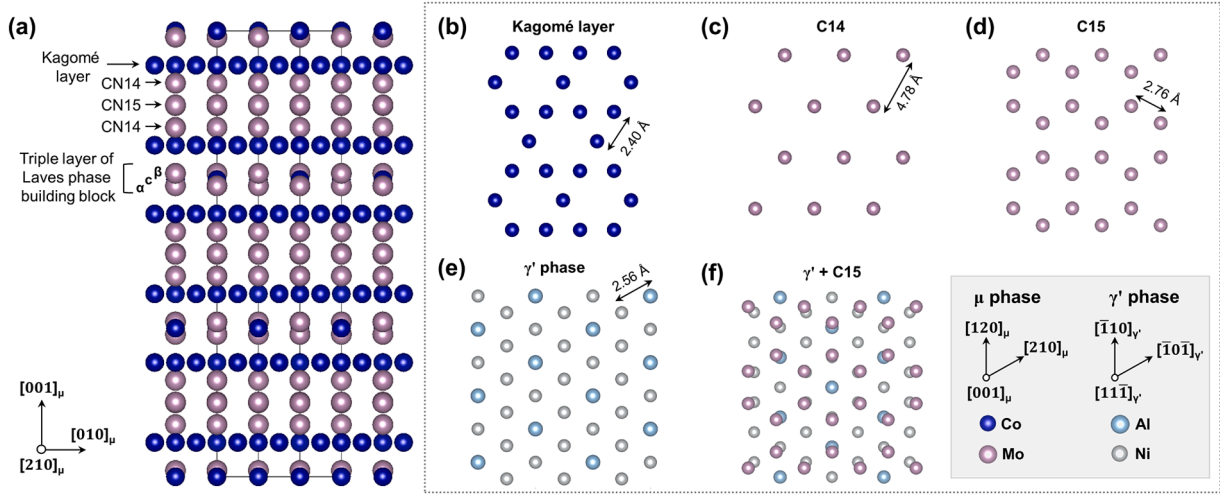 (a)
Kagomé
layer
CN14
CN15
CN14
Triple layer of
Laves phase
building block
α c β
[001]μ
[010]μ
[210]μ
(b)
Kagomé layer
2.40 Å
(c)
C14
4.78 Å
(d)
C15
2.76 Å
(e)
γ' phase
2.56 Å
(f)
γ' + C15
μ phase
[120]μ
[210]μ
[001]μ
Co
Mo
γ' phase
[1̅10]γ'
[1̅01̅]γ'
[111̅]γ'
Al
Ni